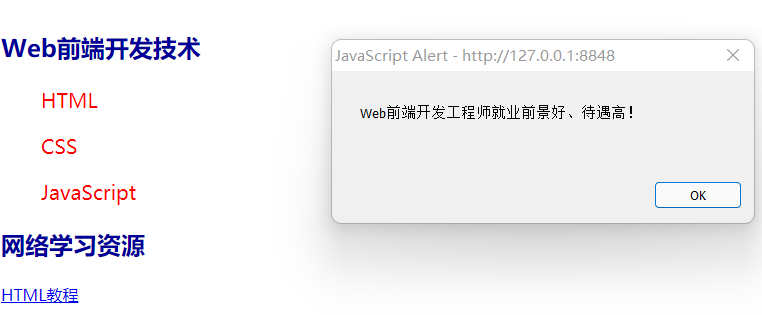 Web前端开发技术
HTML
CSS
JavaScript
网络学习资源
HTML教程
JavaScript Alert - http://127.0.0.1:8848
Web前端开发工程师就业前景好、待遇高！
OK